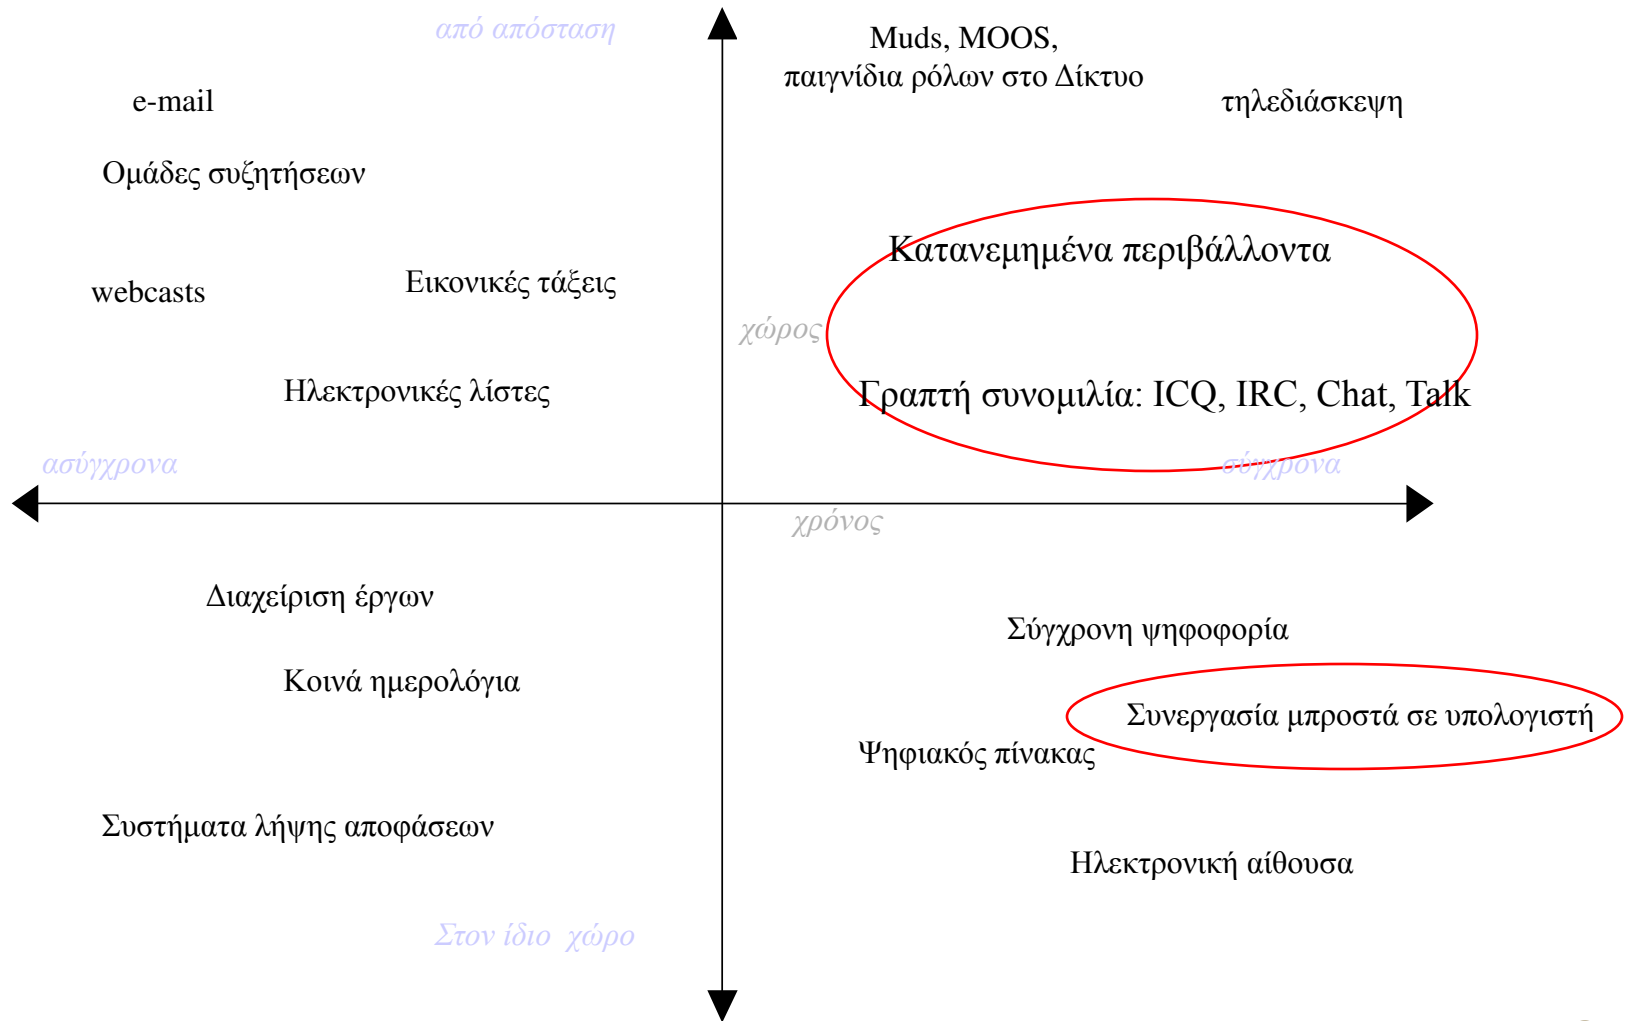 από απόσταση
Muds, MOOS,
παιγνίδια ρόλων στο Δίκτυο
e-mail
τηλεδιάσκεψη
Ομάδες συζητήσεων
Κατανεμημένα περιβάλλοντα
webcasts
Εικονικές τάξεις
χώρος
Ηλεκτρονικές λίστες
Γραπτή συνομιλία: ICQ, IRC, Chat, Talk
ασύγχρονα
σύγχρονα
χρόνος
Διαχείριση έργων
Σύγχρονη ψηφοφορία
Κοινά ημερολόγια
Συνεργασία μπροστά σε υπολογιστή
Ψηφιακός πίνακας
Συστήματα λήψης αποφάσεων
Ηλεκτρονική αίθουσα
Στον ίδιο χώρο